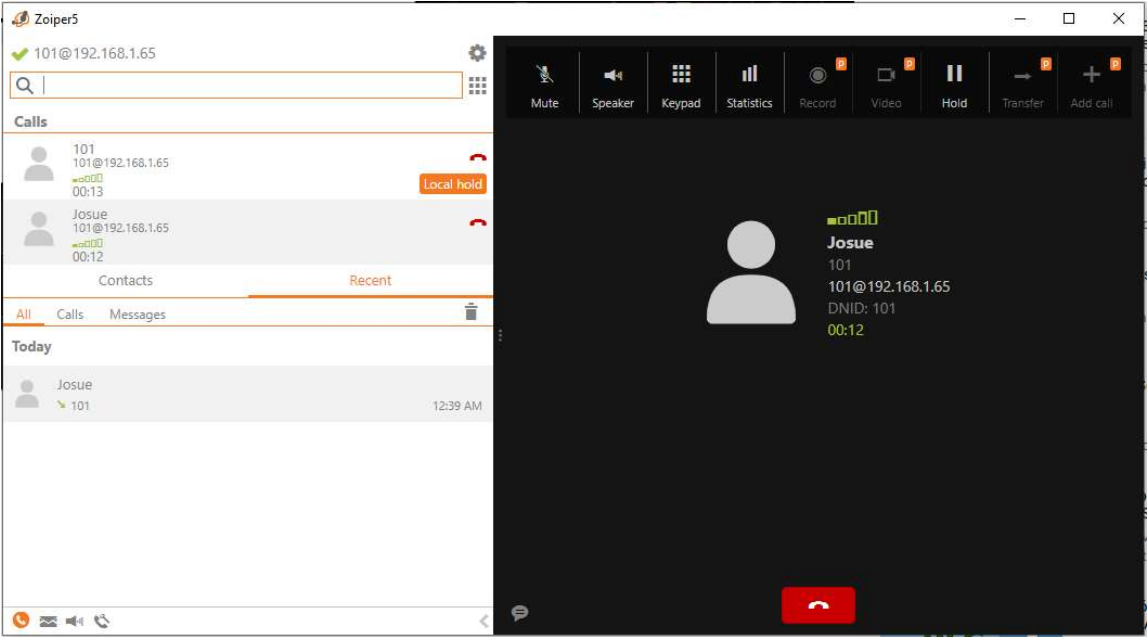 Zoiper5
101@192.168.1.65
Calls
101
101@192.168.1.65
00:13
Local hold
Josue
101@192.168.1.65
00:12
Contacts Recent
All Calls Messages
Today
Josue
101 12:39 AM
Mute Speaker Keypad Statistics Record P Video P Hold Transfer P Add call P
Josue
101
101@192.168.1.65
DNID: 101
00:12